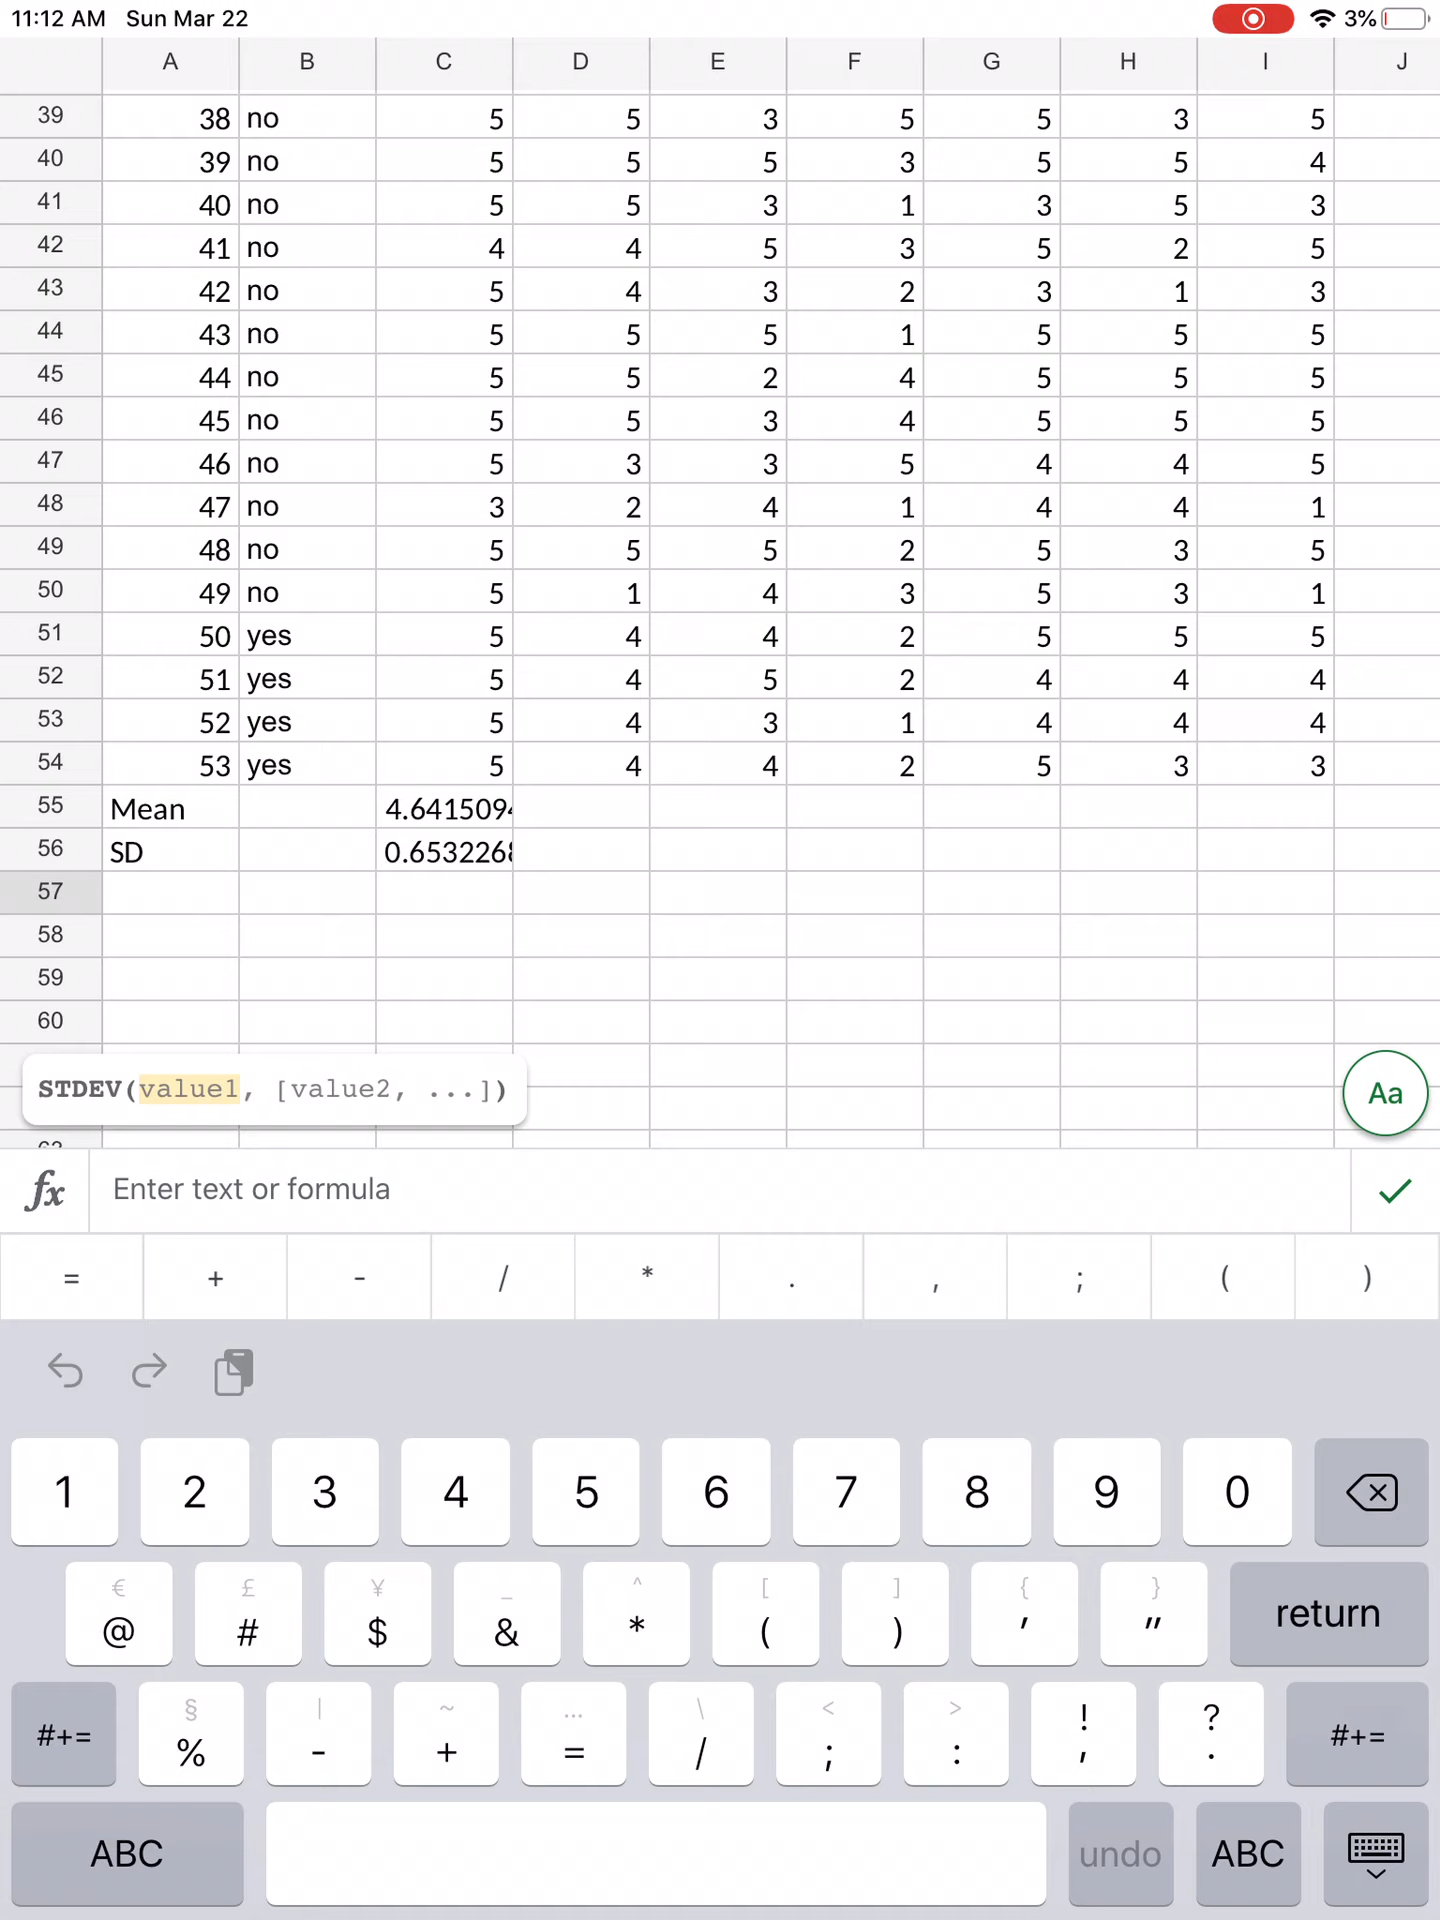 11:12 AM Sun Mar 22 3%
A B C D E F G H I J
39 38 no 5 5 3 5 5 3 5
40 39 no 5 5 5 3 5 5 4
41 40 no 5 5 3 1 3 5 3
42 41 no 4 4 5 3 5 2 5
43 42 no 5 4 3 2 3 1 3
44 43 no 5 5 5 1 5 5 5
45 44 no 5 5 2 4 5 5 5
46 45 no 5 5 3 4 5 5 5
47 46 no 5 3 3 5 4 4 5
48 47 no 3 2 4 1 4 4 1
49 48 no 5 5 5 2 5 3 5
50 49 no 5 1 4 3 5 3 1
51 50 yes 5 4 4 2 5 5 5
52 51 yes 5 4 5 2 4 4 4
53 52 yes 5 4 3 1 4 4 4
54 53 yes 5 4 4 2 5 3 3
55 Mean 4.6415094
56 SD 0.6532268
57
58
59
60
STDEV(value1, [value2, ...])
Aa
fx Enter text or formula
= + - / * . , ; ( )
1 2 3 4 5 6 7 8 9 0
€ £ ¥ _ ^ [ ] { }
@ # $ & * ( ) ' " return
§ | ~ ... \ < > ! ?
#+= % - + = / ; : , . #+=
ABC undo ABC